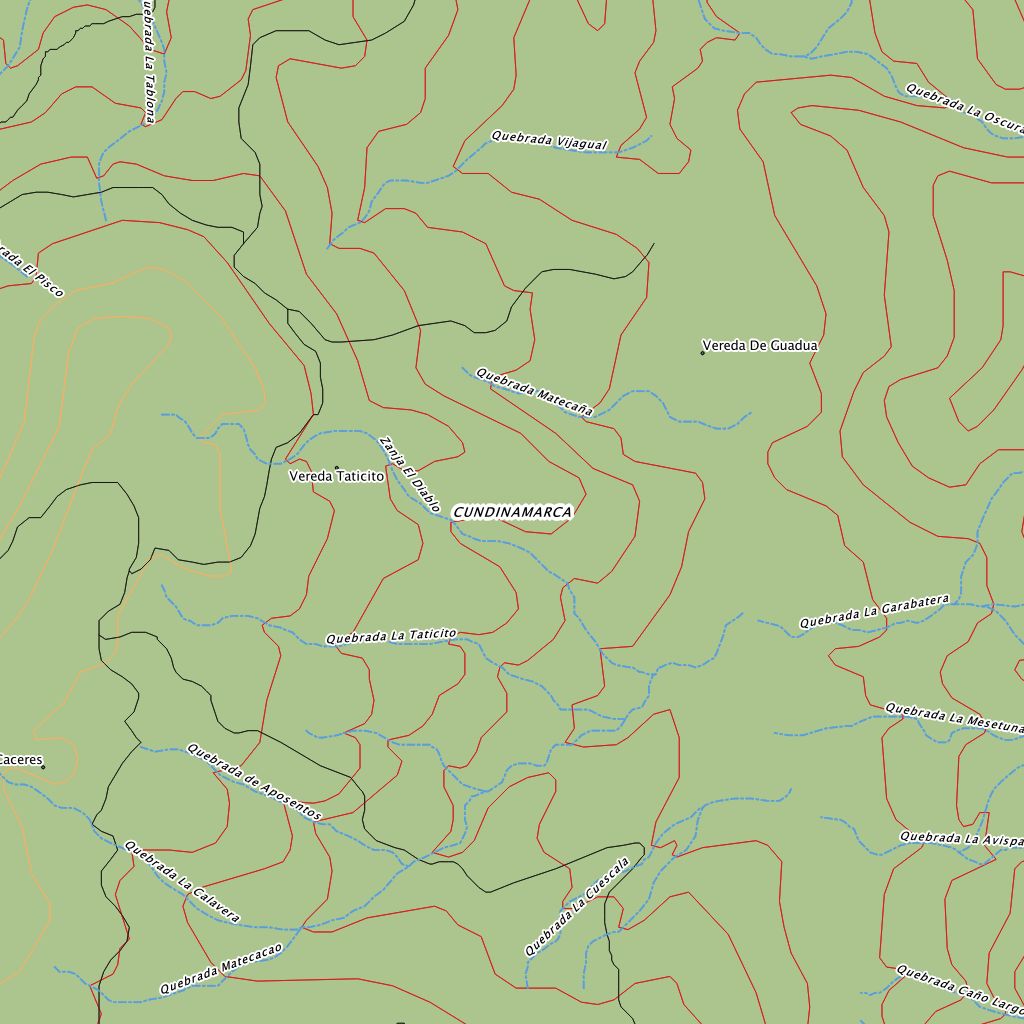 Quebrada La Tablona
Quebrada La Oscura
Quebrada Vijagual
El Pisco
Vereda De Guadua
Quebrada Matecaña
Zanja El Diablo
Vereda Taticito
CUNDINAMARCA
Quebrada La Garabatera
Quebrada La Taticito
Quebrada La Mesetuna
Caceres
Quebrada de Aposentos
Quebrada La Avispa
Quebrada La Calavera
Quebrada La Cuescala
Quebrada Matecacao
Quebrada Caño Largo